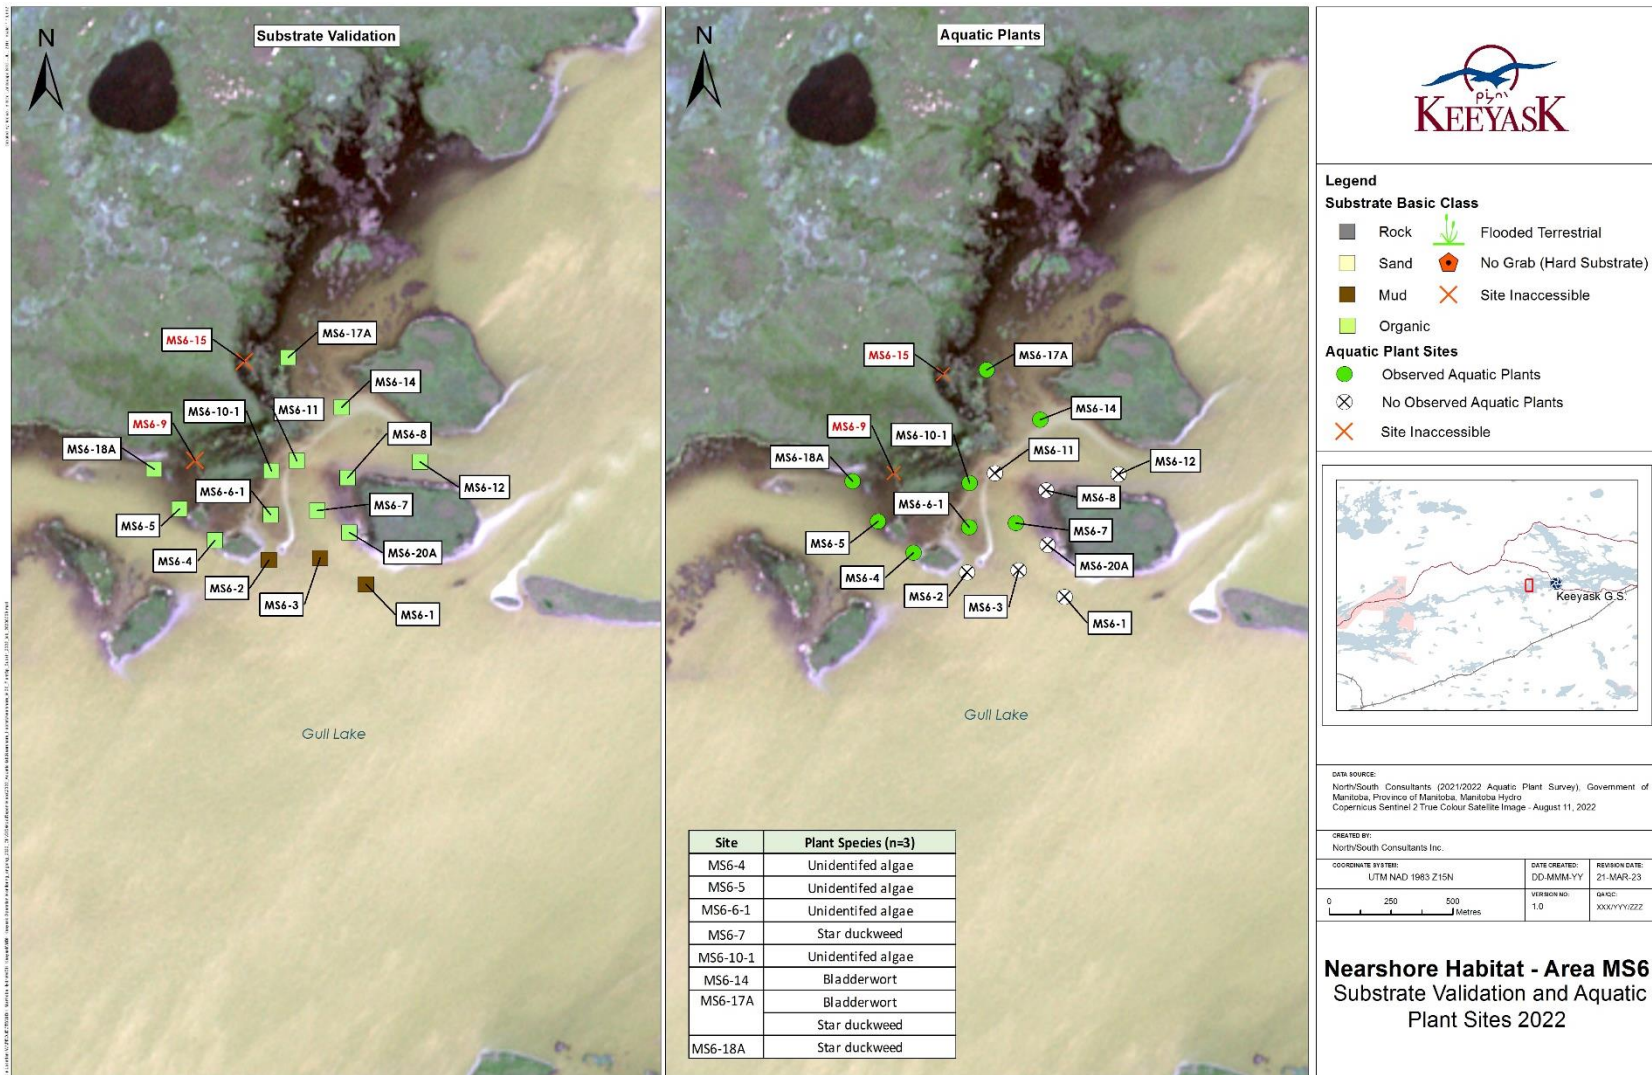 Substrate Validation
N
MS6-17A
MS6-15
MS6-14
MS6-10-1
MS6-11
MS6-9
MS6-8
MS6-18A
MS6-12
MS6-6-1
MS6-7
MS6-5
MS6-4
MS6-20A
MS6-2
MS6-3
MS6-1
Gull Lake
Aquatic Plants
N
MS6-15
MS6-17A
MS6-14
MS6-9
MS6-10-1
MS6-11
MS6-18A
MS6-12
MS6-8
MS6-6-1
MS6-7
MS6-5
MS6-20A
MS6-4
MS6-2
MS6-3
MS6-1
Gull Lake
Site Plant Species (n=3)
MS6-4 Unidentifed algae
MS6-5 Unidentifed algae
MS6-6-1 Unidentifed algae
MS6-7 Star duckweed
MS6-10-1 Unidentifed algae
MS6-14 Bladderwort
MS6-17A Bladderwort
Star duckweed
MS6-18A Star duckweed
KEEYASK
Legend
Substrate Basic Class
Rock Flooded Terrestrial
Sand No Grab (Hard Substrate)
Mud Site Inaccessible
Organic
Aquatic Plant Sites
Observed Aquatic Plants
No Observed Aquatic Plants
Site Inaccessible
Keeyask G.S.
DATA SOURCE:
North/South Consultants (2021/2022 Aquatic Plant Survey), Government of
Manitoba, Province of Manitoba, Manitoba Hydro
Copernicus Sentinel 2 True Colour Satellite Image - August 11, 2022
CREATED BY:
North/South Consultants Inc.
COORDINATE SYSTEM: DATE CREATED: REVISION DATE:
UTM NAD 1983 Z15N DD-MMM-YY 21-MAR-23
VERSION NO: QA/QC:
0 250 500 1.0 XXX/YYY/ZZZ
Metres
Nearshore Habitat - Area MS6
Substrate Validation and Aquatic
Plant Sites 2022